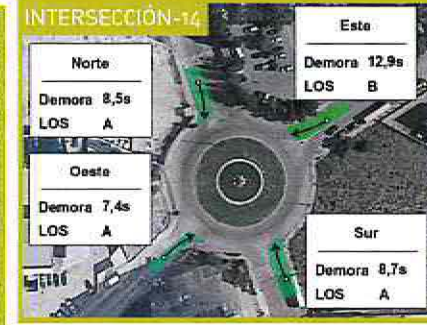 INTERSECCIÓN-14
Norte
Demora 8,5s
LOS A
Este
Demora 12,9s
LOS B
Oeste
Demora 7,4s
LOS A
Sur
Demora 8,7s
LOS A